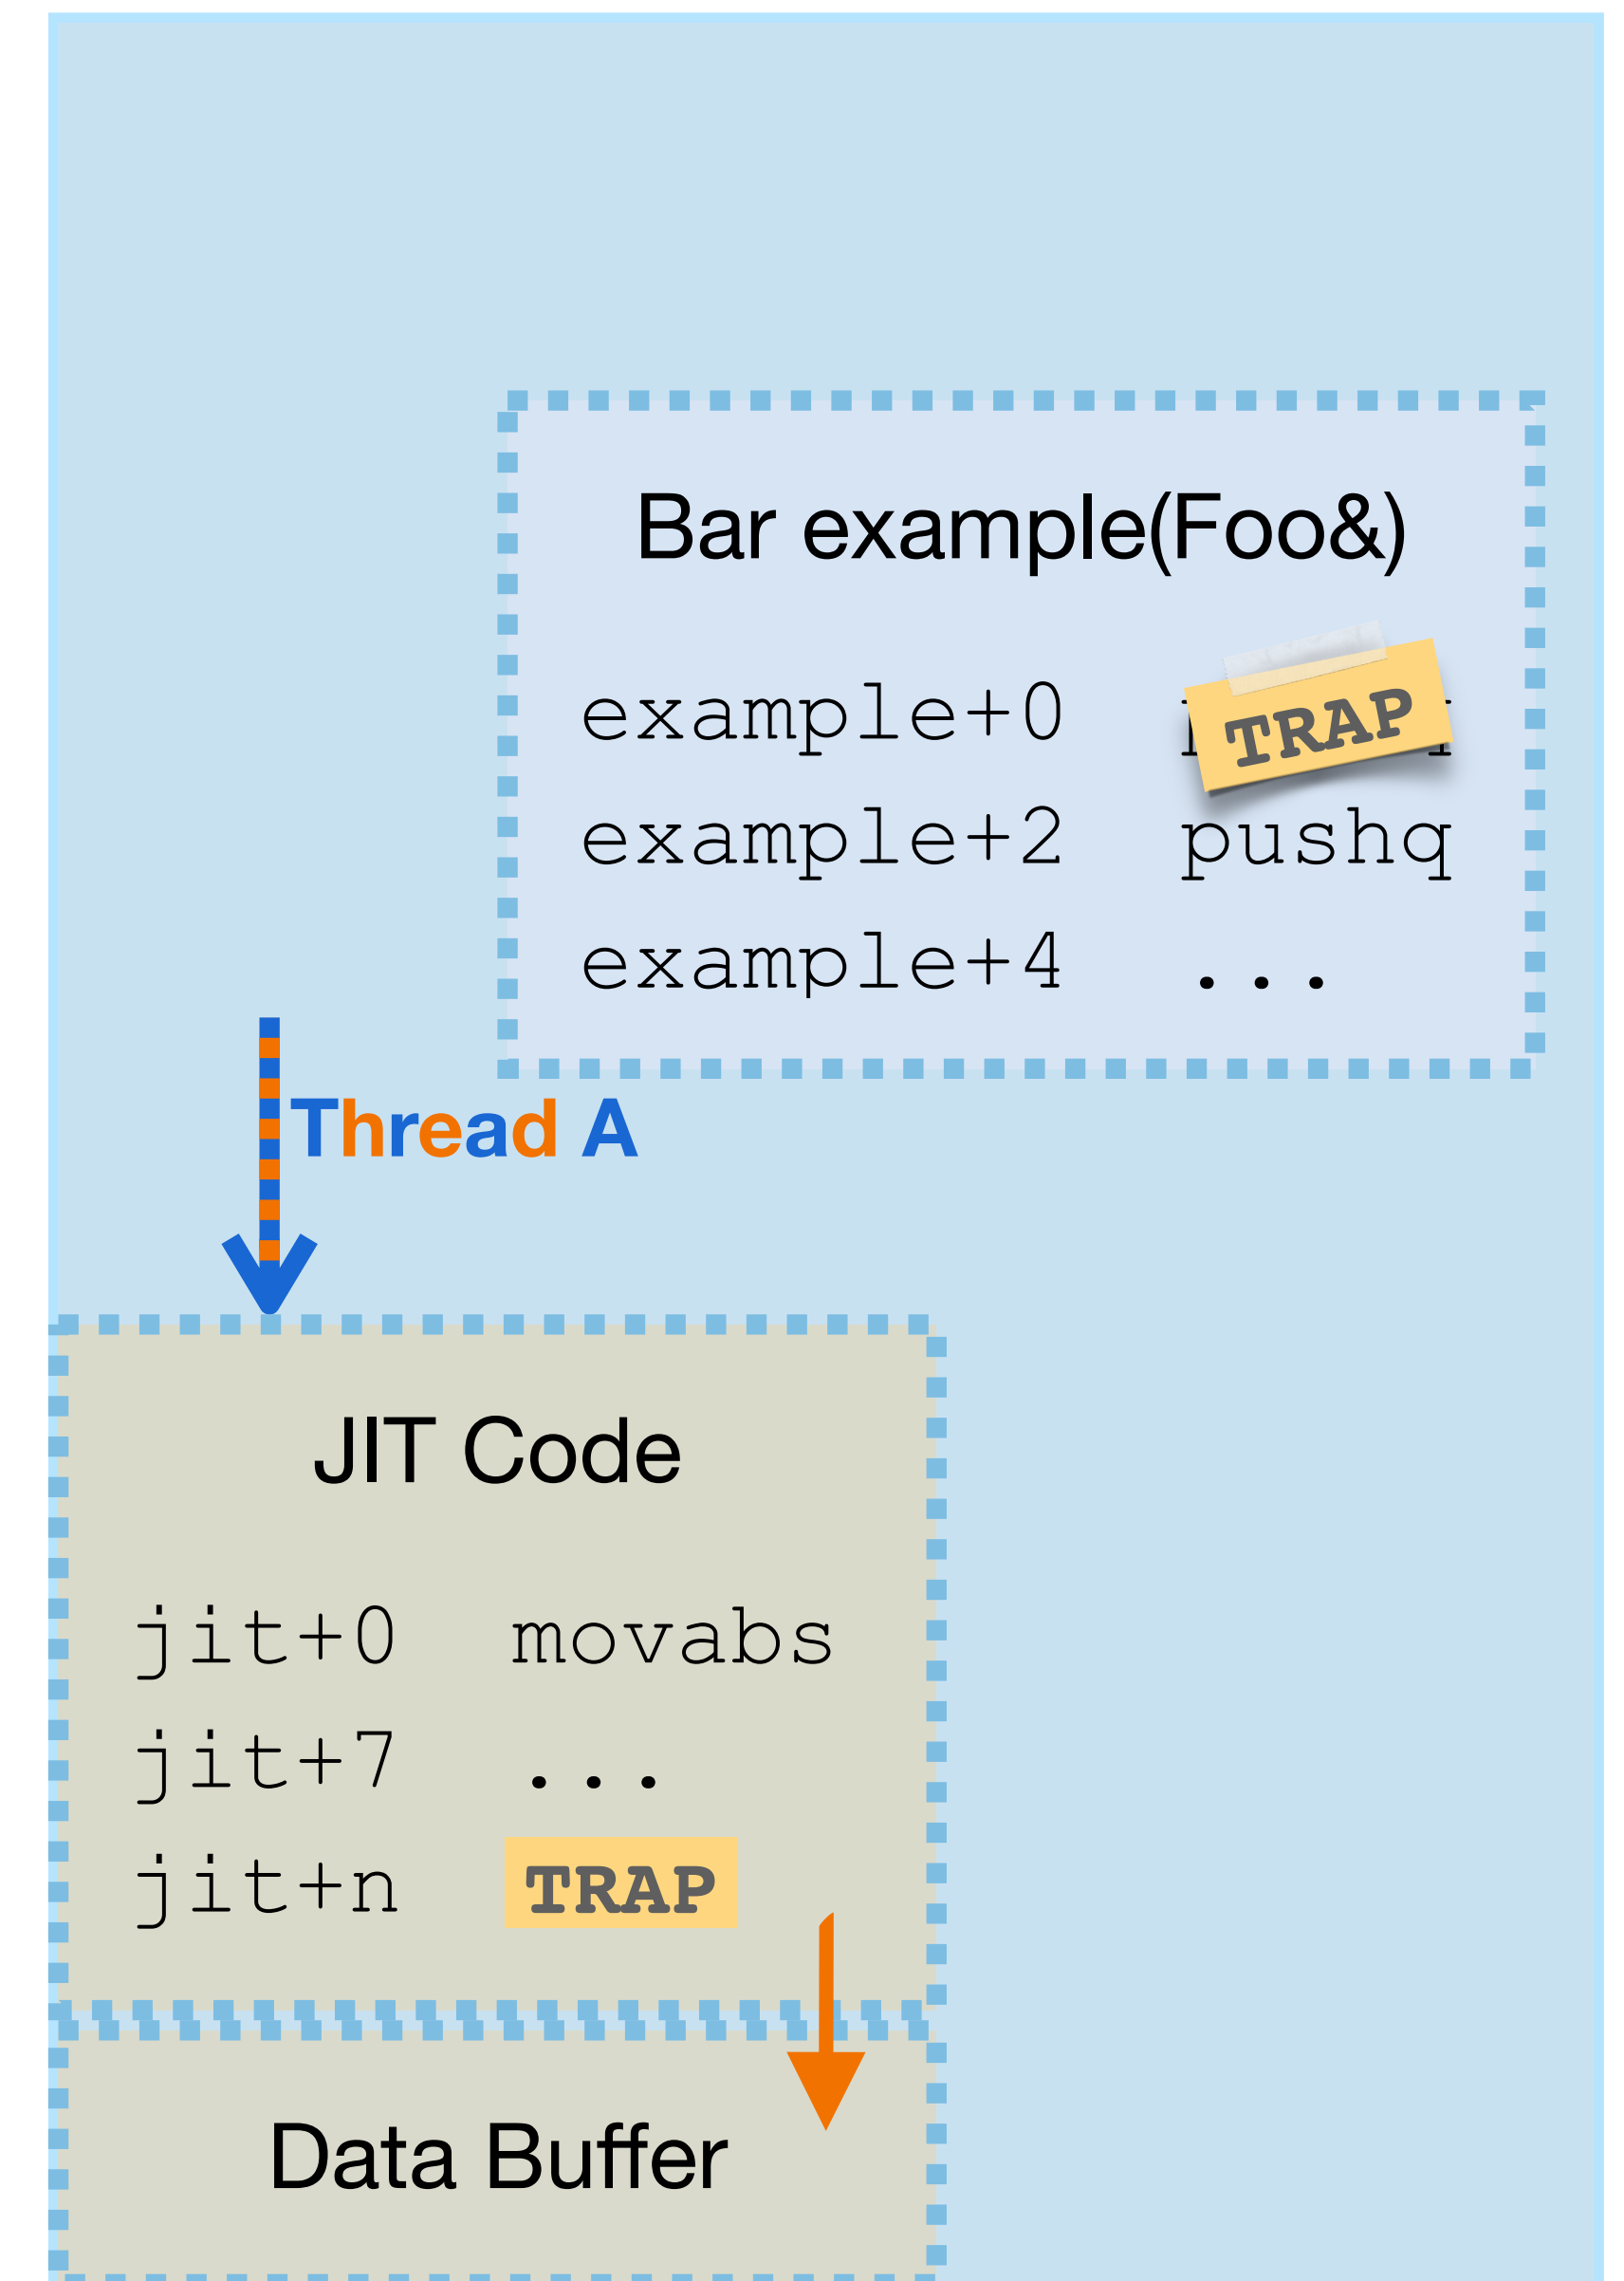 Bar example(Foo&)
example+0 TRAP
example+2 pushq
example+4 ...
Thread A
JIT Code
jit+0 movabs
jit+7 ...
jit+n TRAP
Data Buffer